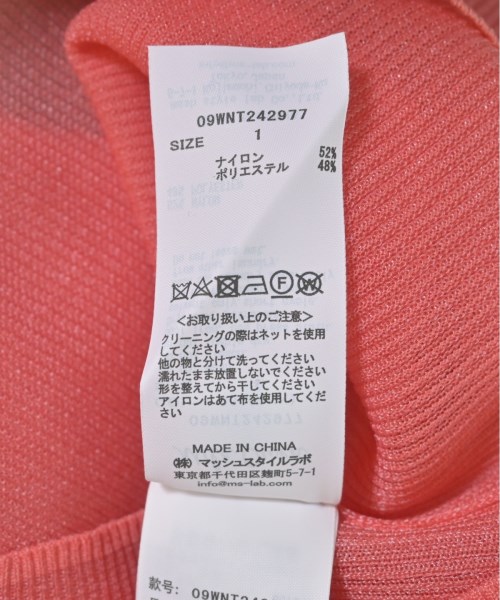 09WNT242977
SIZE 1
ナイロン 52%
ポリエステル 48%
F W
<お取り扱い上のご注意>
クリーニングの際はネットを使用
してください
他の物と分けて洗ってください
濡れたまま放置しないでください
形を整えてから干してください
アイロンはあて布を使用してくださ
い
MADE IN CHINA
㈱ マッシュスタイルラボ
東京都千代田区麹町5-7-1
info@ms-lab.com
款号: 09WNT24